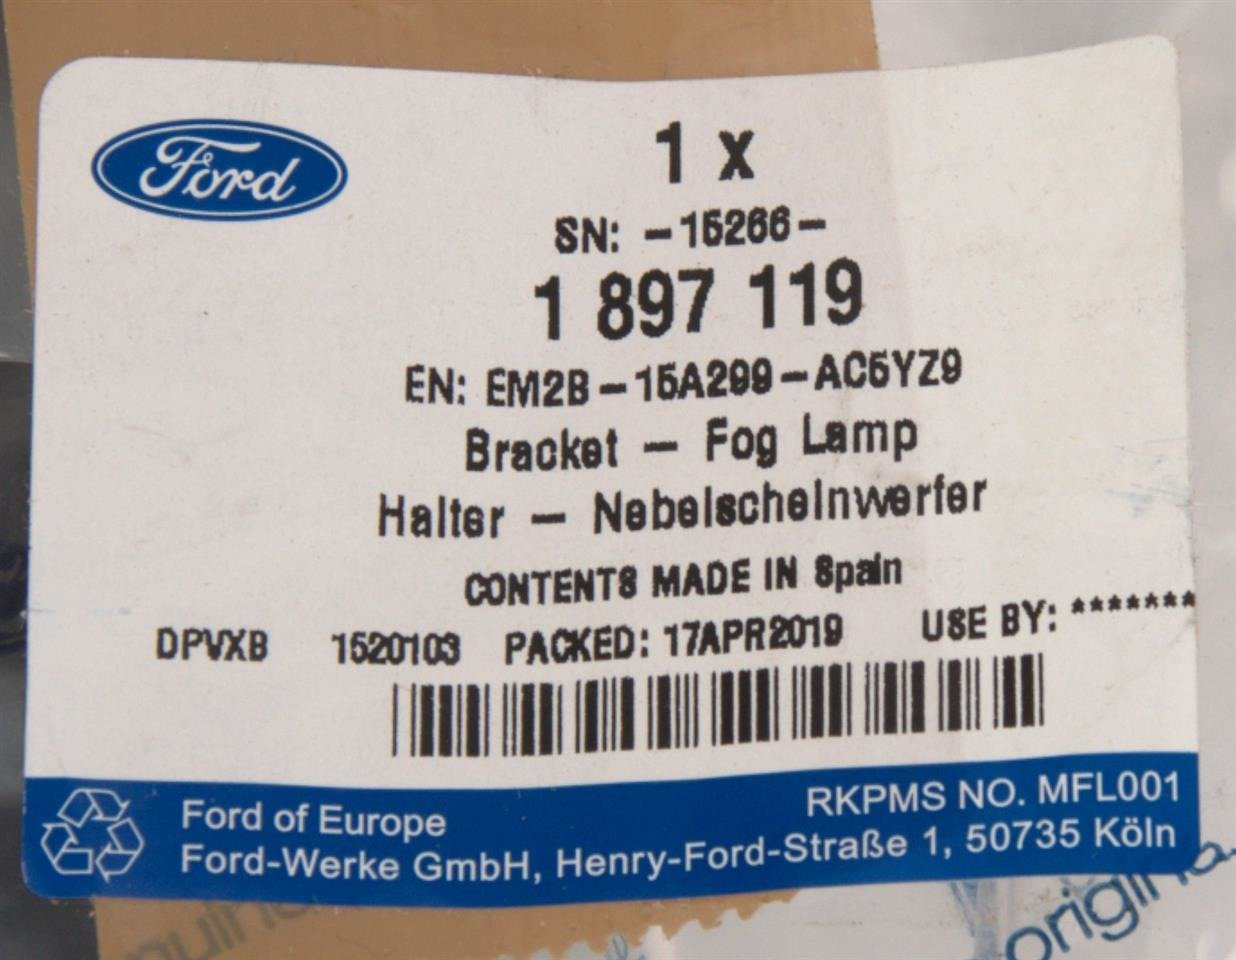 Ford
1 x
SN: -15266-
1 897 119
EN: EM2B-15A299-AC5YZ9
Bracket - Fog Lamp
Halter - Nebelscheinwerfer
CONTENTS MADE IN Spain
DPVXB 1520103 PACKED: 17APR2019 USE BY: *******
Ford of Europe
RKPMS NO. MFL001
Ford-Werke GmbH, Henry-Ford-Straße 1, 50735 Köln
origina